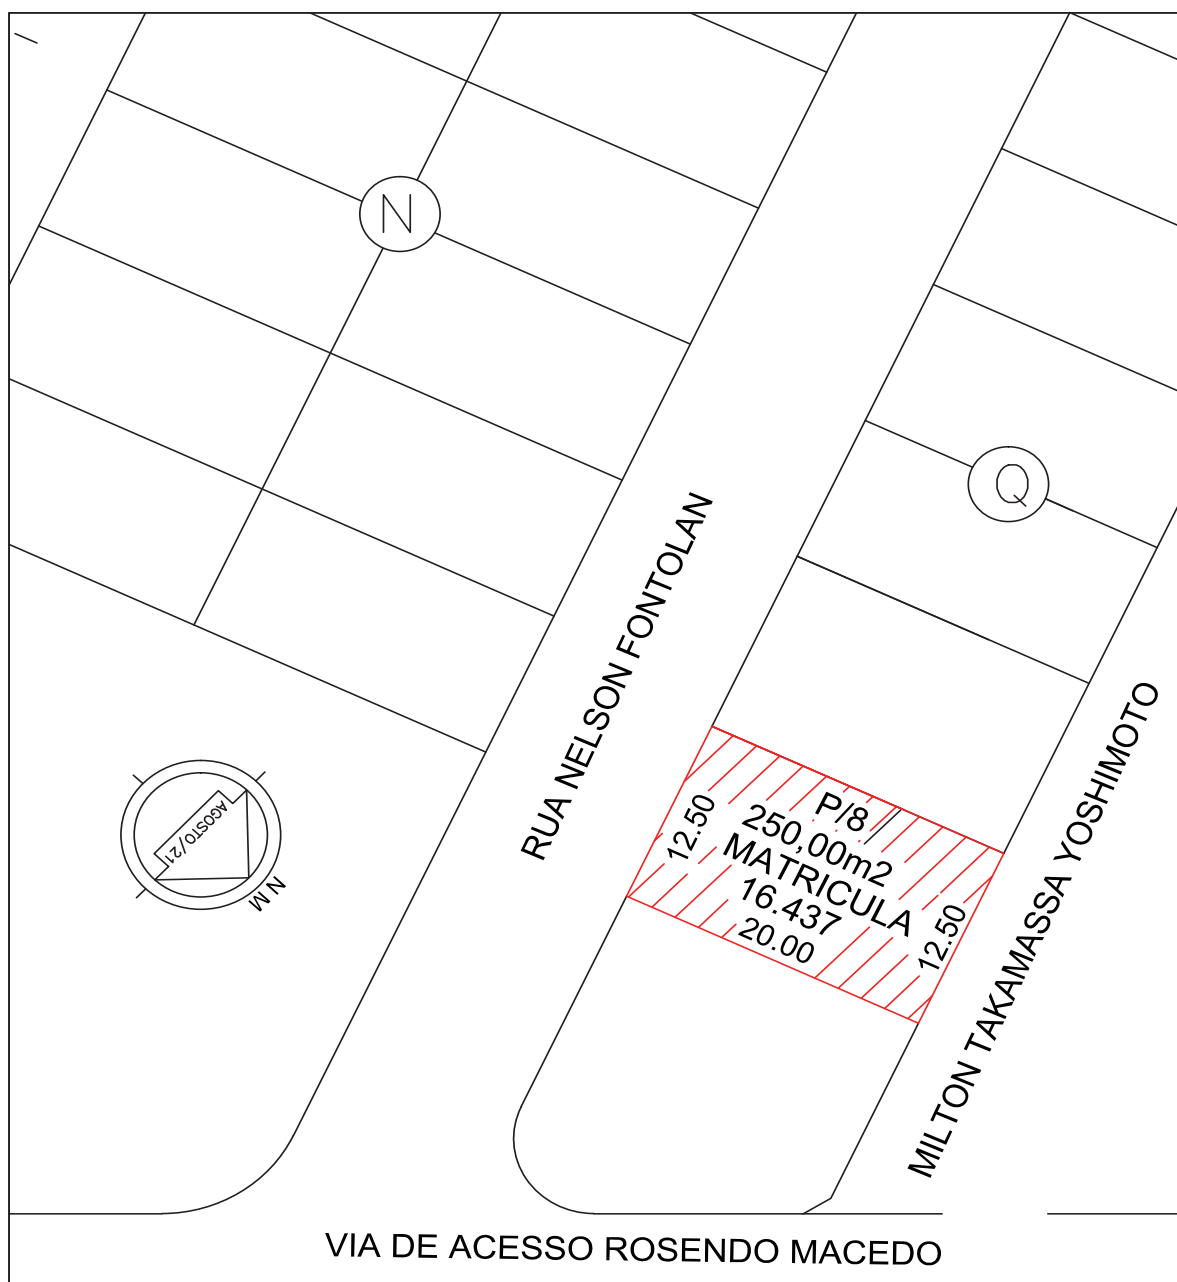 N
Q
RUA NELSON FONTOLAN
P/8
250,00m2
MATRICULA
16.437
20.00
12.50
12.50
MILTON TAKAMASSA YOSHIMOTO
AGOSTO/21
NM
VIA DE ACESSO ROSENDO MACEDO